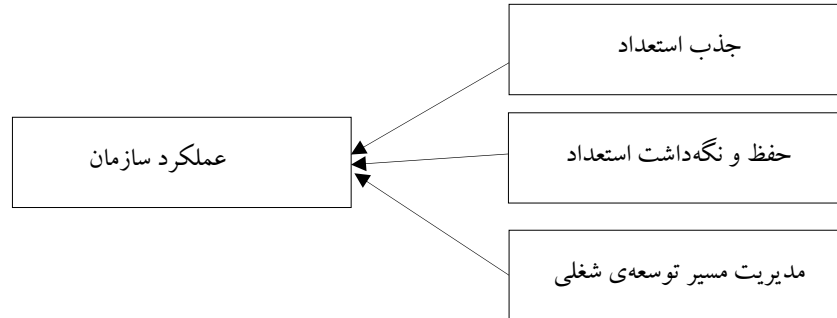 جذب استعداد
حفظ و نگه‌داشت استعداد
عملکرد سازمان
مدیریت مسیر توسعه‌ی شغلی